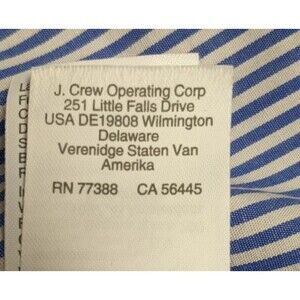 J. Crew Operating Corp
251 Little Falls Drive
USA DE19808 Wilmington
Delaware
Verenidge Staten Van
Amerika
RN 77388 CA 56445